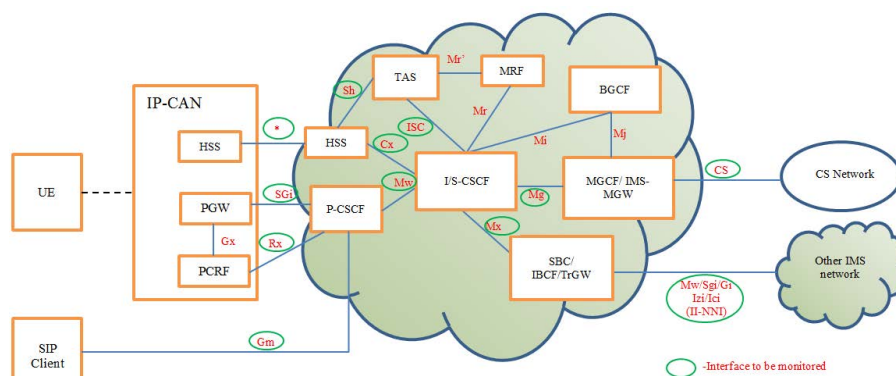 Mr'
TAS
MRF
BGCF
IP-CAN
Sh
Mr
*
ISC
HSS
HSS
Cx
Mi
Mj
UE
I/S-CSCF
MGCF/ IMS-
MGW
CS
CS Network
SGi
Mw
Mg
PGW
P-CSCF
Mx
Gx
Rx
PCRF
SBC/
IBCF/TrGW
Other IMS
network
Mw/Sgi/Gi
Izi/Ici
(II-NNI)
SIP
Client
Gm
-Interface to be monitored